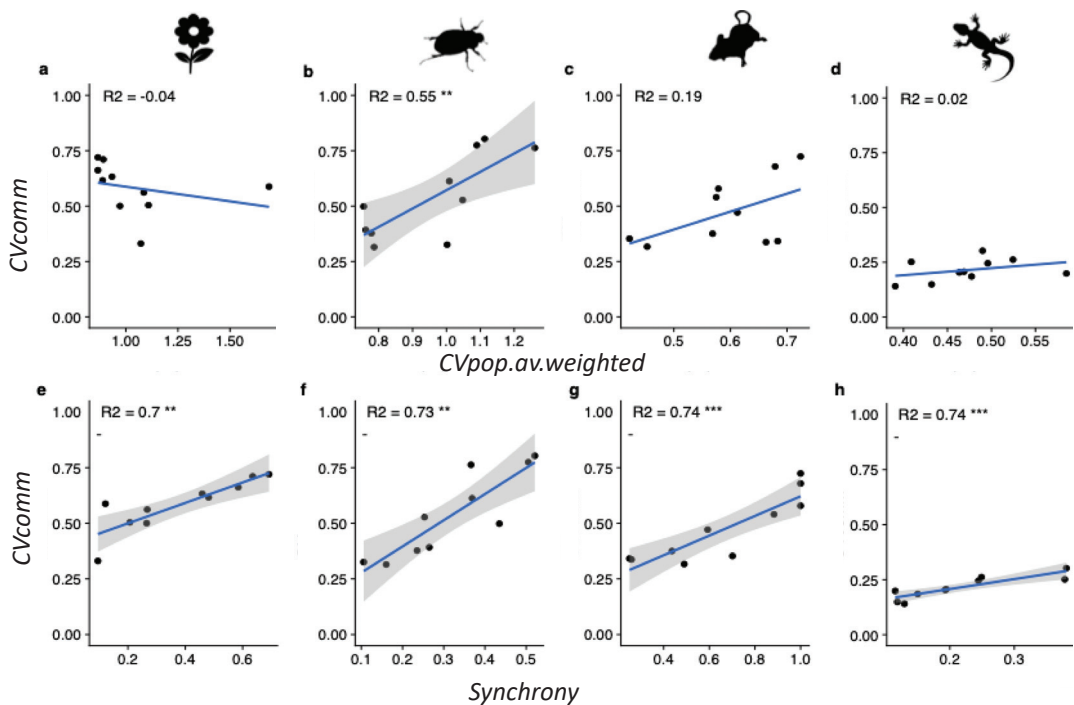 a
b
c
d
R2 = -0.04
R2 = 0.55 **
R2 = 0.19
R2 = 0.02
CVcomm
1.00
0.75
0.50
0.25
0.00
1.00
0.75
0.50
0.25
0.00
1.00
0.75
0.50
0.25
0.00
1.00
0.75
0.50
0.25
0.00
1.00 1.25 1.50
0.8 0.9 1.0 1.1 1.2
0.5 0.6 0.7
0.40 0.45 0.50 0.55
CVpop.av.weighted
e
f
g
h
R2 = 0.7 **
R2 = 0.73 **
R2 = 0.74 ***
R2 = 0.74 ***
CVcomm
1.00
0.75
0.50
0.25
0.00
1.00
0.75
0.50
0.25
0.00
1.00
0.75
0.50
0.25
0.00
1.00
0.75
0.50
0.25
0.00
0.2 0.4 0.6
0.1 0.2 0.3 0.4 0.5
0.4 0.6 0.8 1.0
0.2 0.3
Synchrony